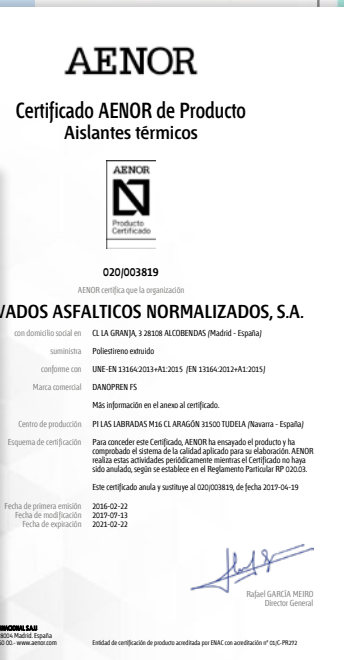 AENOR
Certificado AENOR de Producto
Aislantes térmicos
AENOR
Producto
Certificado
020/003819
AENOR certifica que la organización
VADOS ASFALTICOS NORMALIZADOS, S.A.
con domicilio social en CL LA GRANJA, 3 28108 ALCOBENDAS (Madrid - España)
suministra Poliestireno extruido
conforme con UNE-EN 13164:2013+A1:2015 (EN 13164:2012+A1:2015)
Marca comercial DANOPREN FS
Más información en el anexo al certificado.
Centro de producción PI LAS LABRADAS M16 CL ARAGÓN 31500 TUDELA (Navarra - España)
Esquema de certificación Para conceder este Certificado, AENOR ha ensayado el producto y ha
comprobado el sistema de la calidad aplicado para su elaboración. AENOR
realiza estas actividades periódicamente mientras el Certificado no haya
sido anulado, según se establece en el Reglamento Particular RP 020.03.
Este certificado anula y sustituye al 020/003819, de fecha 2017-04-19
Fecha de primera emisión 2016-02-22
Fecha de modificación 2017-07-13
Fecha de expiración 2021-02-22
Rafael GARCÍA MEIRO
Director General
28004 Madrid. España
www.aenor.com
Entidad de certificación de producto acreditada por ENAC con acreditación nº 01/C-PR272